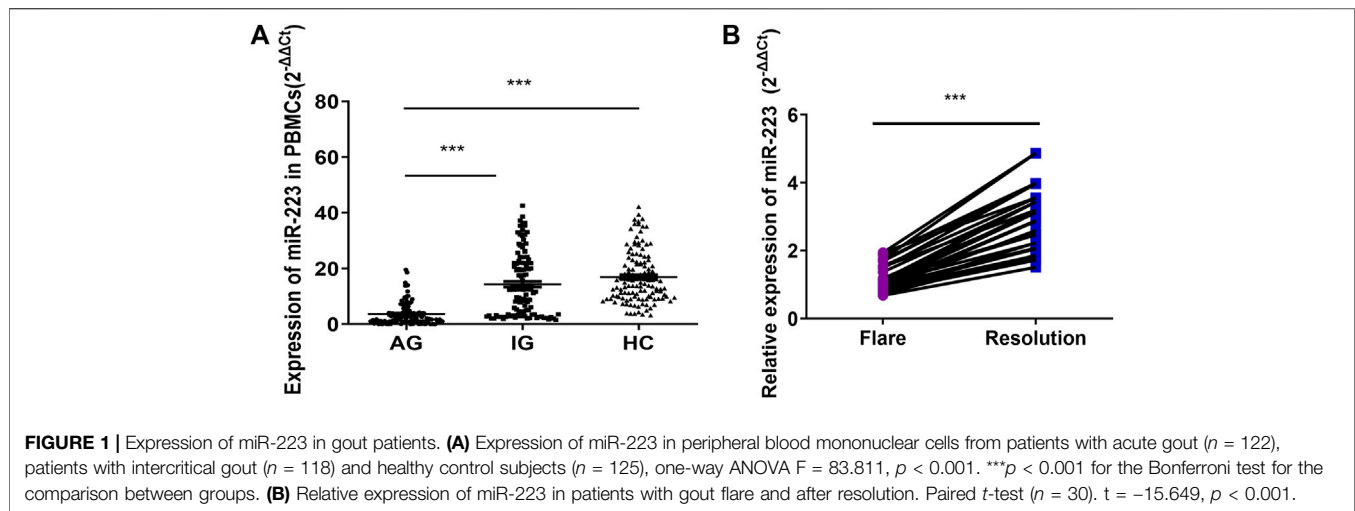 A
B
Expression of miR-223 in PBMCs(2-ΔΔCt)
80
60
40
20
0
***
***
AG IG HC
Relative expression of miR-223 (2-ΔΔCt)
6
4
2
0
***
Flare Resolution
FIGURE 1 | Expression of miR-223 in gout patients. (A) Expression of miR-223 in peripheral blood mononuclear cells from patients with acute gout (n = 122),
patients with intercritical gout (n = 118) and healthy control subjects (n = 125), one-way ANOVA F = 83.811, p < 0.001. ***p < 0.001 for the Bonferroni test for the
comparison between groups. (B) Relative expression of miR-223 in patients with gout flare and after resolution. Paired t-test (n = 30). t = −15.649, p < 0.001.